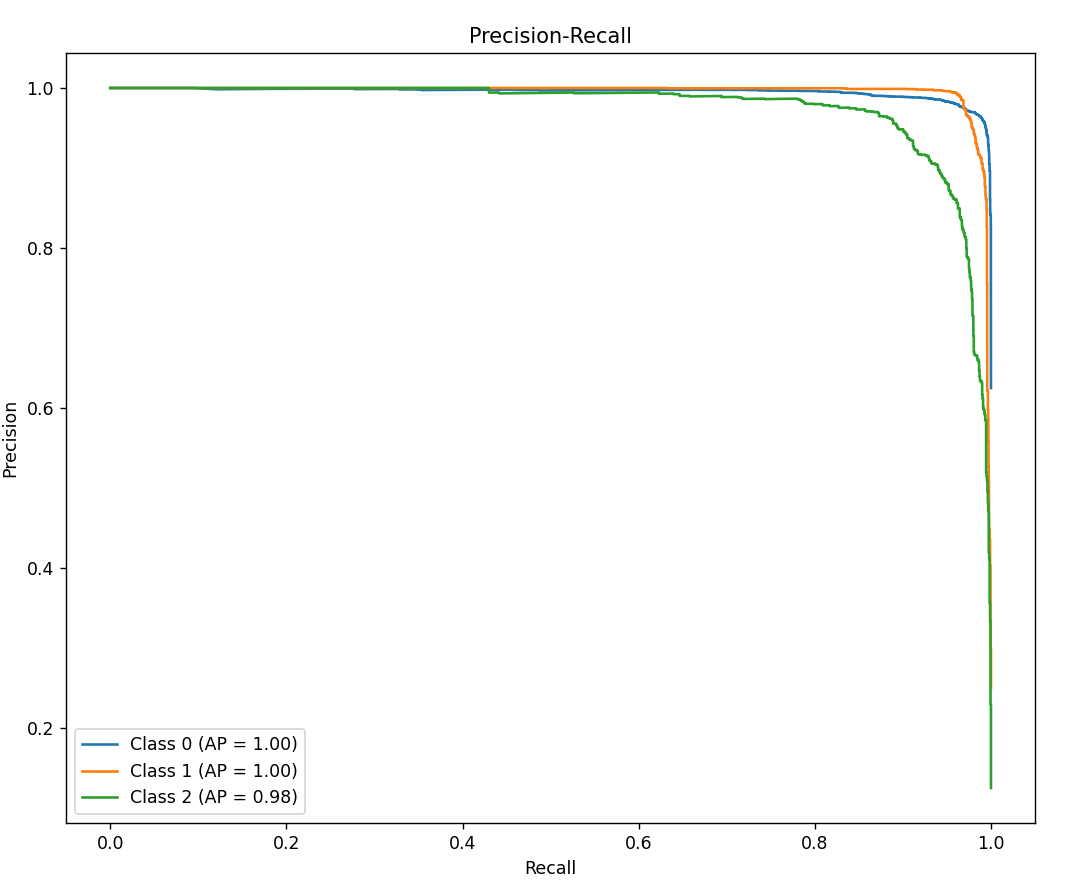 Precision-Recall
1.0
0.8
0.6
0.4
0.2
Precision
Class 0 (AP = 1.00)
Class 1 (AP = 1.00)
Class 2 (AP = 0.98)
0.0 0.2 0.4 0.6 0.8 1.0
Recall